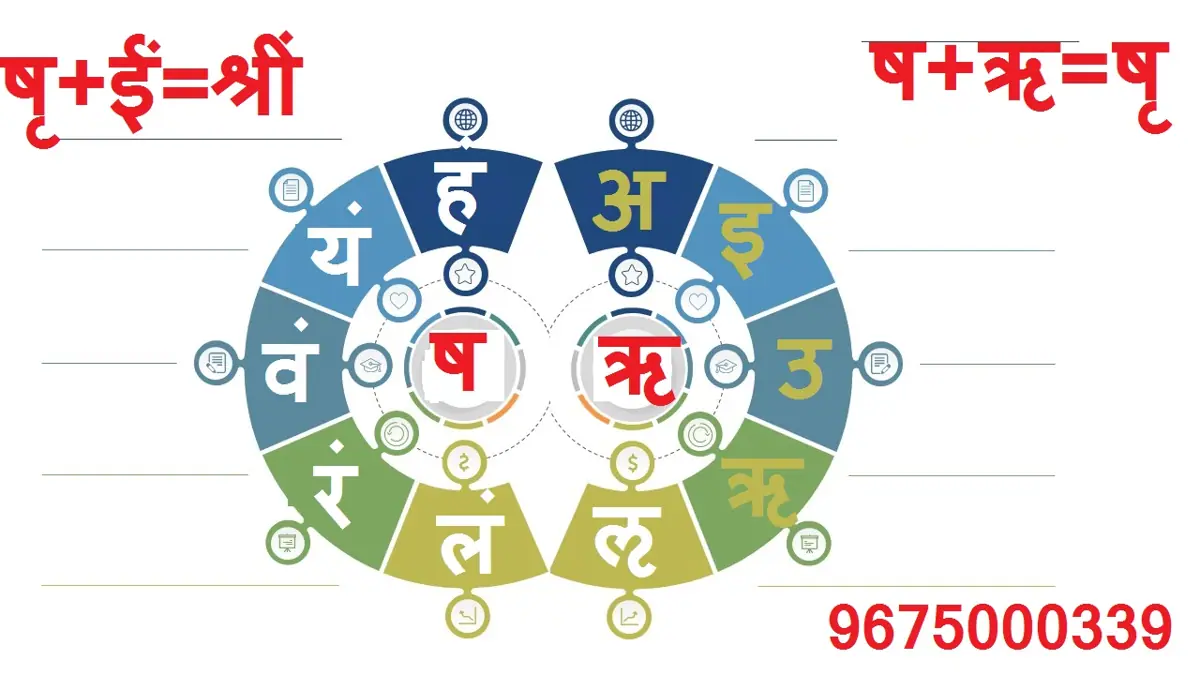 षृ+ईं=श्रीं
ष+ऋ=षृ
हं
अ
यं
इ
वं
ष
ऋ
उ
रं
ऋ
लं
ऌ
9675000339